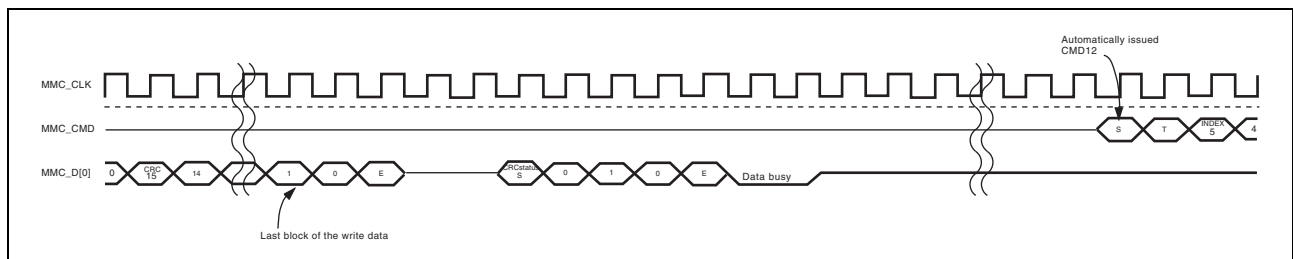 Automatically issued
CMD12
MMC_CLK
MMC_CMD
S T INDEX 4
5
MMC_D[0]
0 CRC 14 1 0 E CRCstatus 0 1 0 E Data busy
15 S
Last block of the write data